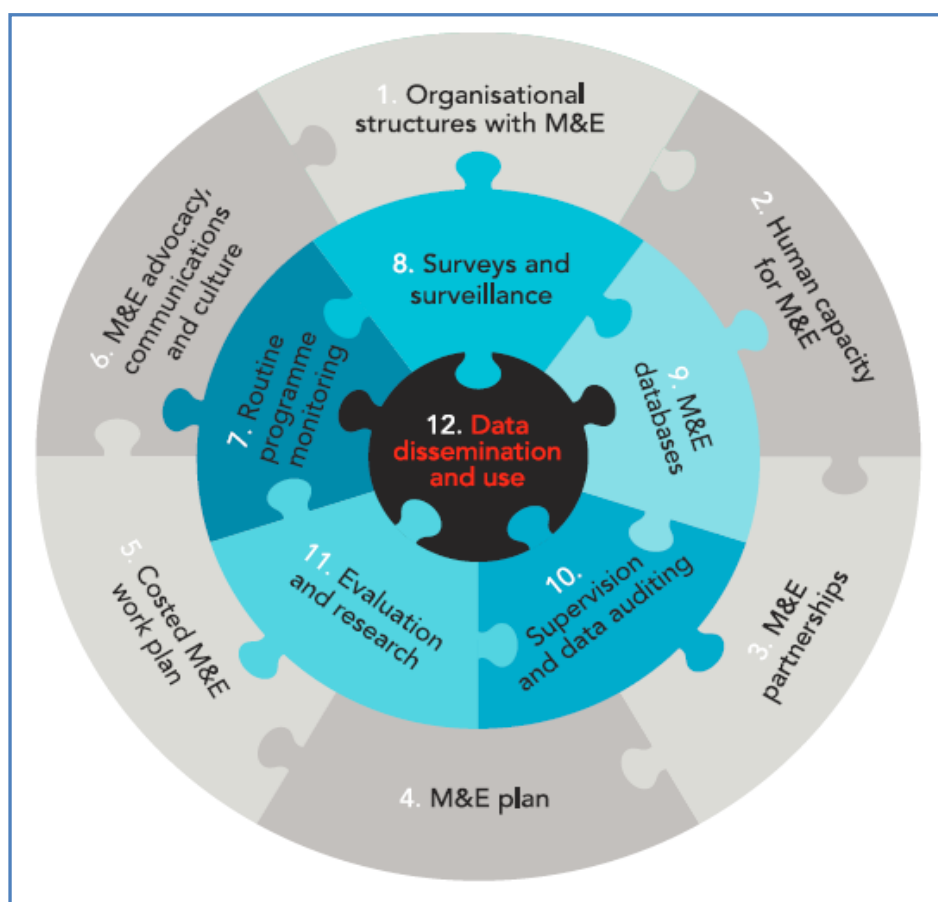 1. Organisational
structures with M&E
2. Human capacity
for M&E
3. M&E
partnerships
4. M&E plan
5. Costed M&E
work plan
6. M&E advocacy,
communications
and culture
7. Routine
programme
monitoring
8. Surveys and
surveillance
9. M&E
databases
10.
Supervision
and data auditing
11. Evaluation
and research
12. Data
dissemination
and use